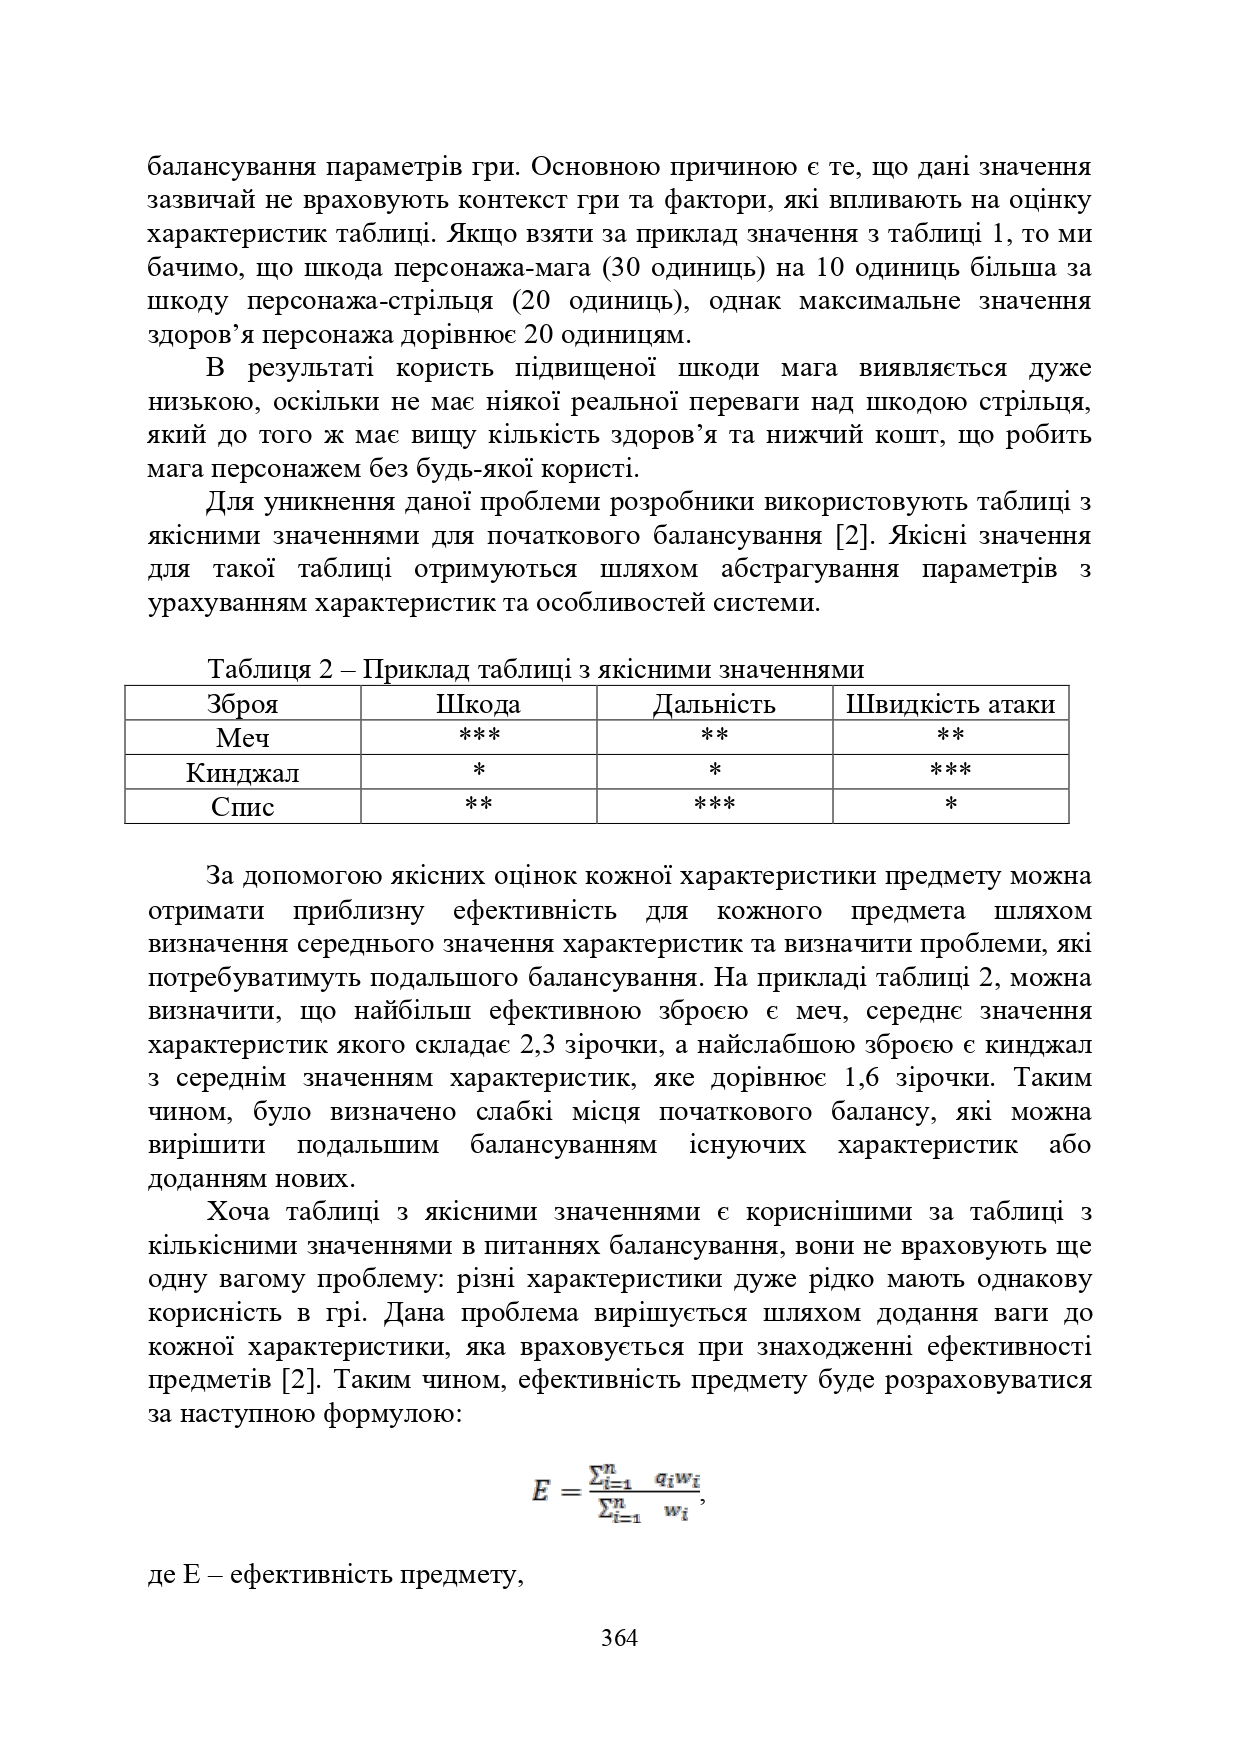 балансування параметрів гри. Основною причиною є те, що дані значення
зазвичай не враховують контекст гри та фактори, які впливають на оцінку
характеристик таблиці. Якщо взяти за приклад значення з таблиці 1, то ми
бачимо, що шкода персонажа-мага (30 одиниць) на 10 одиниць більша за
шкоду персонажа-стрільця (20 одиниць), однак максимальне значення
здоров’я персонажа дорівнює 20 одиницям.
В результаті користь підвищеної шкоди мага виявляється дуже
низькою, оскільки не має ніякої реальної переваги над шкодою стрільця,
який до того ж має вищу кількість здоров’я та нижчий кошт, що робить
мага персонажем без будь-якої користі.
Для уникнення даної проблеми розробники використовують таблиці з
якісними значеннями для початкового балансування [2]. Якісні значення
для такої таблиці отримуються шляхом абстрагування параметрів з
урахуванням характеристик та особливостей системи.
Таблиця 2 – Приклад таблиці з якісними значеннями
Зброя Шкода Дальність Швидкість атаки
Меч *** ** **
Кинджал * * ***
Спис ** *** *
За допомогою якісних оцінок кожної характеристики предмету можна
отримати приблизну ефективність для кожного предмета шляхом
визначення середнього значення характеристик та визначити проблеми, які
потребуватимуть подальшого балансування. На прикладі таблиці 2, можна
визначити, що найбільш ефективною зброєю є меч, середнє значення
характеристик якого складає 2,3 зірочки, а найслабшою зброєю є кинджал
з середнім значенням характеристик, яке дорівнює 1,6 зірочки. Таким
чином, було визначено слабкі місця початкового балансу, які можна
вирішити подальшим балансуванням існуючих характеристик або
доданням нових.
Хоча таблиці з якісними значеннями є кориснішими за таблиці з
кількісними значеннями в питаннях балансування, вони не враховують ще
одну вагому проблему: різні характеристики дуже рідко мають однакову
корисність в грі. Дана проблема вирішується шляхом додання ваги до
кожної характеристики, яка враховується при знаходженні ефективності
предметів [2]. Таким чином, ефективність предмету буде розраховуватися
за наступною формулою:
E = \frac{\sum_{i=1}^{n} q_i w_i}{\sum_{i=1}^{n} w_i},
де E – ефективність предмету,
364